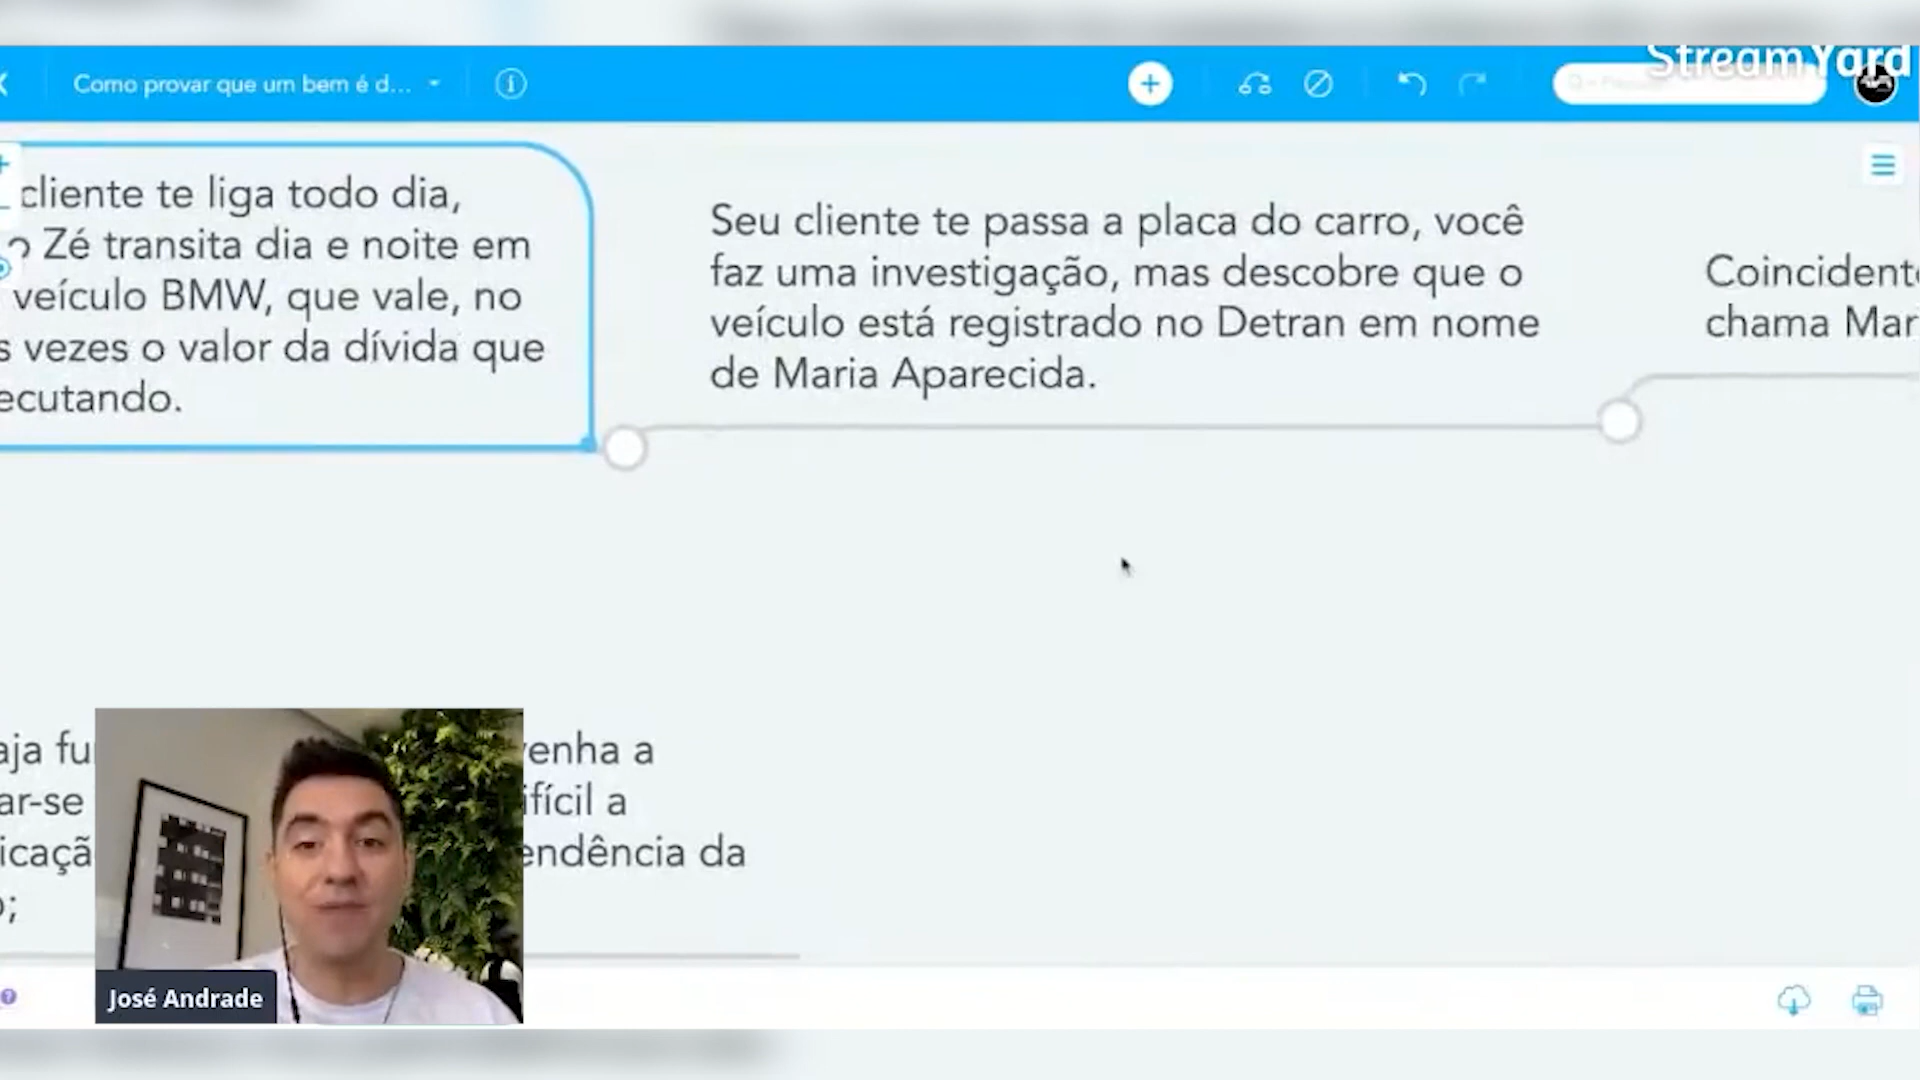 StreamYard
Como provar que um bem é d...
cliente te liga todo dia,
o Zé transita dia e noite em
veículo BMW, que vale, no
s vezes o valor da dívida que
ecutando.
Seu cliente te passa a placa do carro, você
faz uma investigação, mas descobre que o
veículo está registrado no Detran em nome
de Maria Aparecida.
Coincidente
chama Mar
aja fu venha a
ar-se ifícil a
icaçã endência da
o;
José Andrade